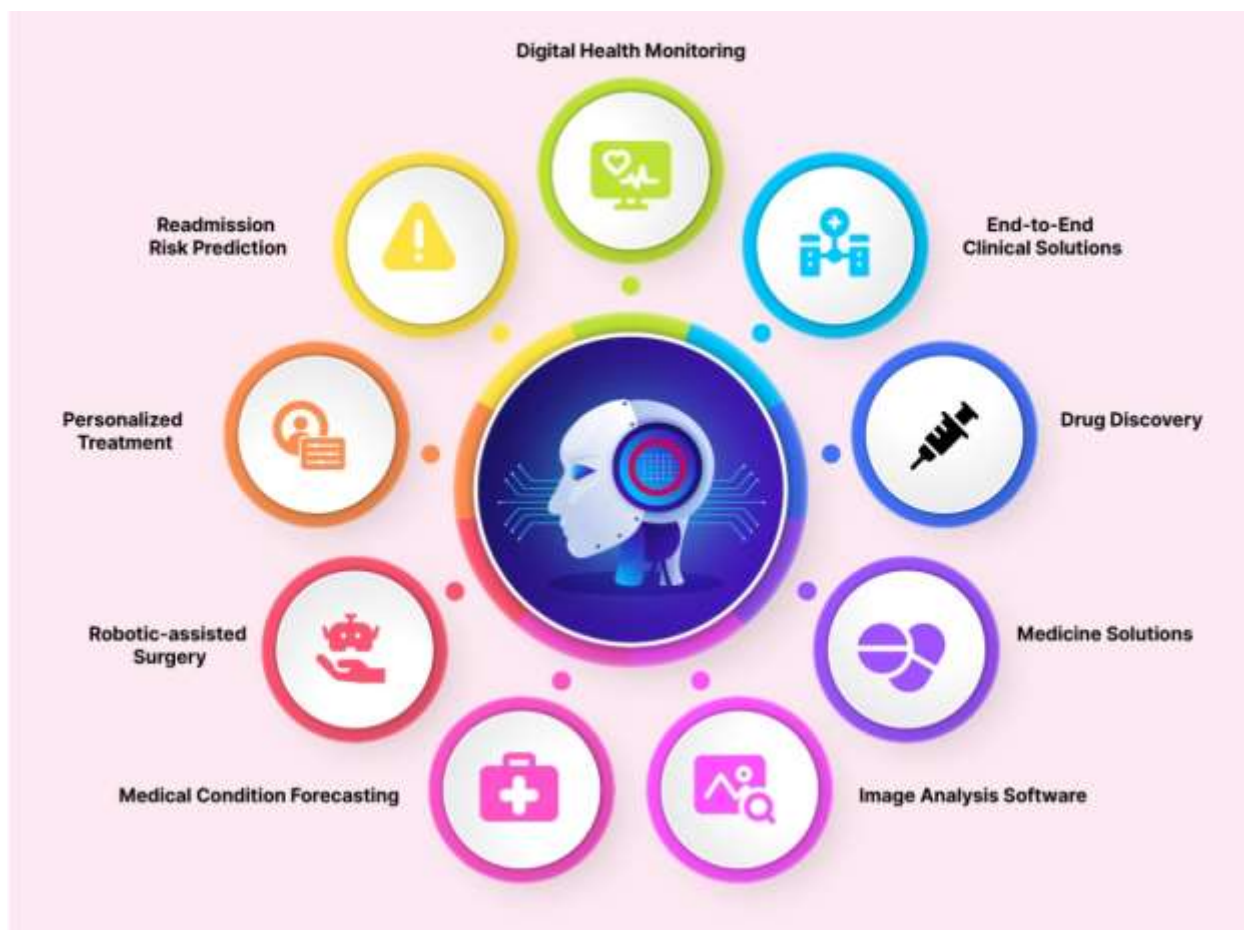 Digital Health Monitoring
End-to-End
Clinical Solutions
Drug Discovery
Medicine Solutions
Image Analysis Software
Medical Condition Forecasting
Robotic-assisted
Surgery
Personalized
Treatment
Readmission
Risk Prediction